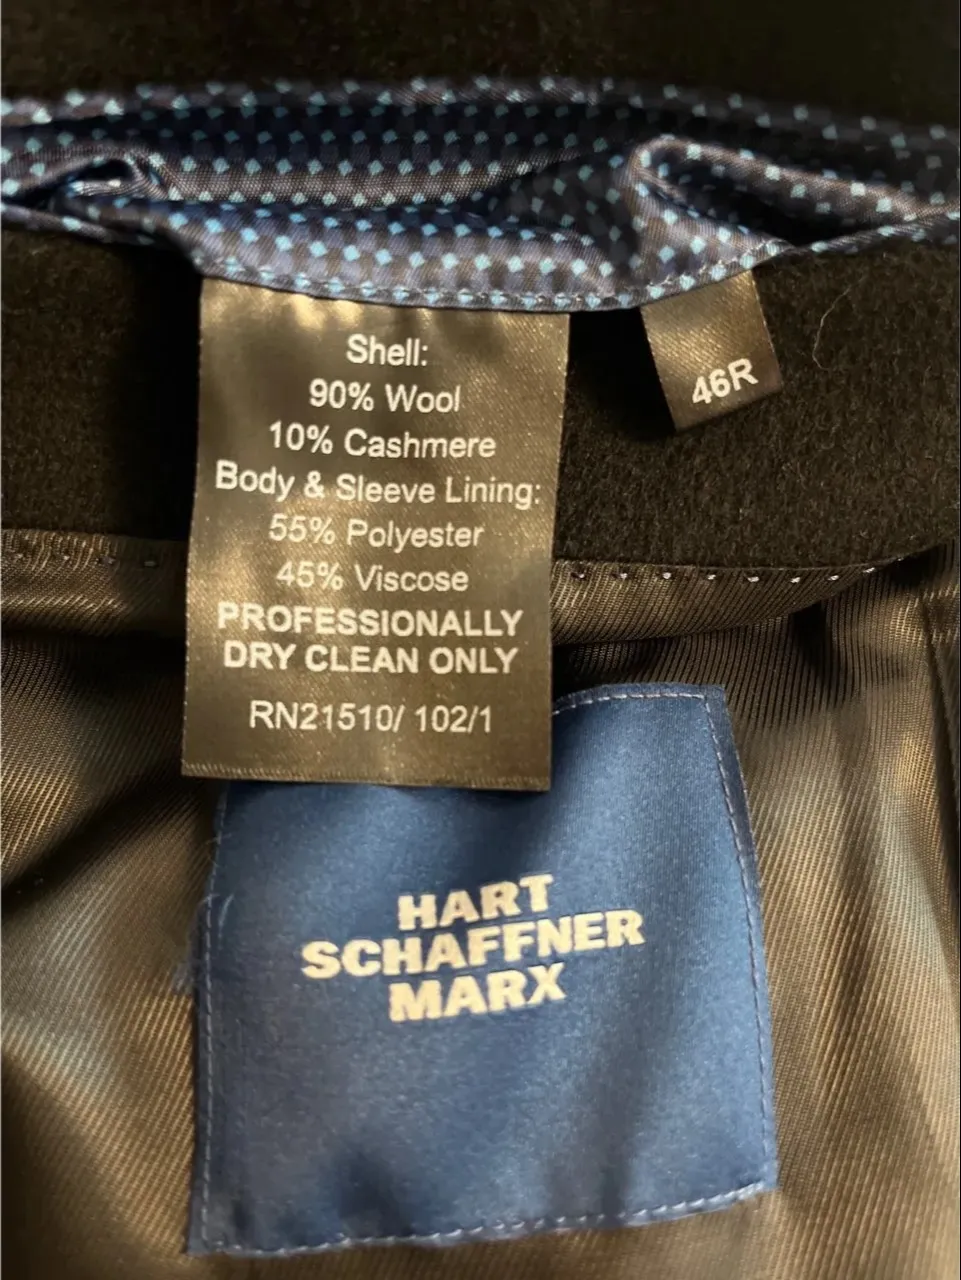 Shell:
90% Wool
10% Cashmere
Body & Sleeve Lining:
55% Polyester
45% Viscose
PROFESSIONALLY
DRY CLEAN ONLY
RN21510/ 102/1
46R
HART
SCHAFFNER
MARX